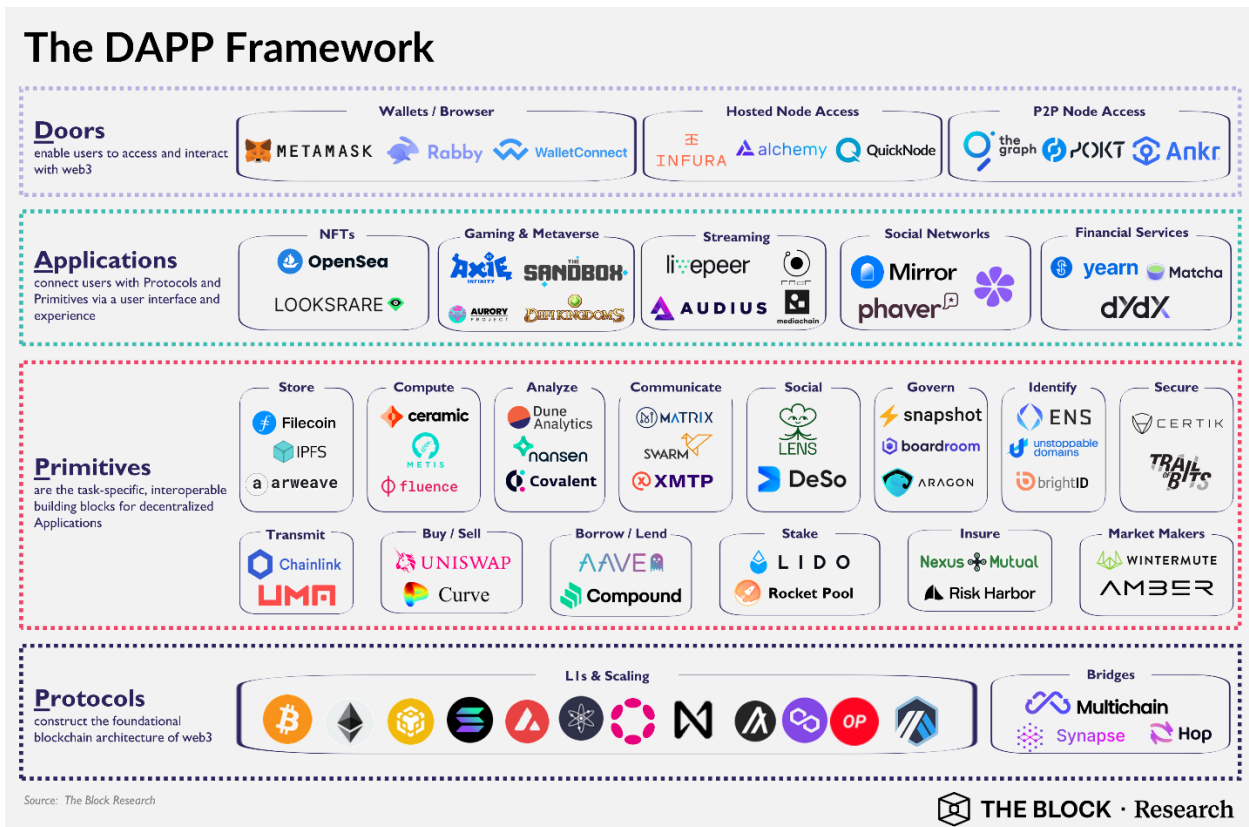 The DAPP Framework
Doors
enable users to access and interact
with web3
Wallets / Browser
METAMASK
Rabby
WalletConnect
Hosted Node Access
INFURA
alchemy
QuickNode
P2P Node Access
the
graph
POKT
Ankr
Applications
connect users with Protocols and
Primitives via a user interface and
experience
NFTs
OpenSea
LOOKSRARE
Gaming & Metaverse
AXIE
INFINITY
THE
SANDBOX
AURORY
PROJECT
DEFI KINGDOMS
Streaming
livepeer
AUDIUS
mediachain
Social Networks
Mirror
phaver
Financial Services
yearn
Matcha
dYdX
Primitives
are the task-specific, interoperable
building blocks for decentralized
Applications
Store
Filecoin
IPFS
a arweave
Compute
ceramic
METIS
fluence
Analyze
Dune
Analytics
nansen
Covalent
Communicate
[M] MATRIX
SWARM
XMTP
Social
LENS
DeSo
Govern
snapshot
boardroom
ARAGON
Identify
ENS
unstoppable
domains
brightID
Secure
CERTIK
TRAIL
OF
BITS
Transmit
Chainlink
UMA
Buy / Sell
UNISWAP
Curve
Borrow / Lend
AAVE
Compound
Stake
LIDO
Rocket Pool
Insure
Nexus Mutual
Risk Harbor
Market Makers
WINTERMUTE
AMBER
Protocols
construct the foundational
blockchain architecture of web3
L1s & Scaling
OP
Bridges
Multichain
Synapse
Hop
Source: The Block Research
THE BLOCK · Research